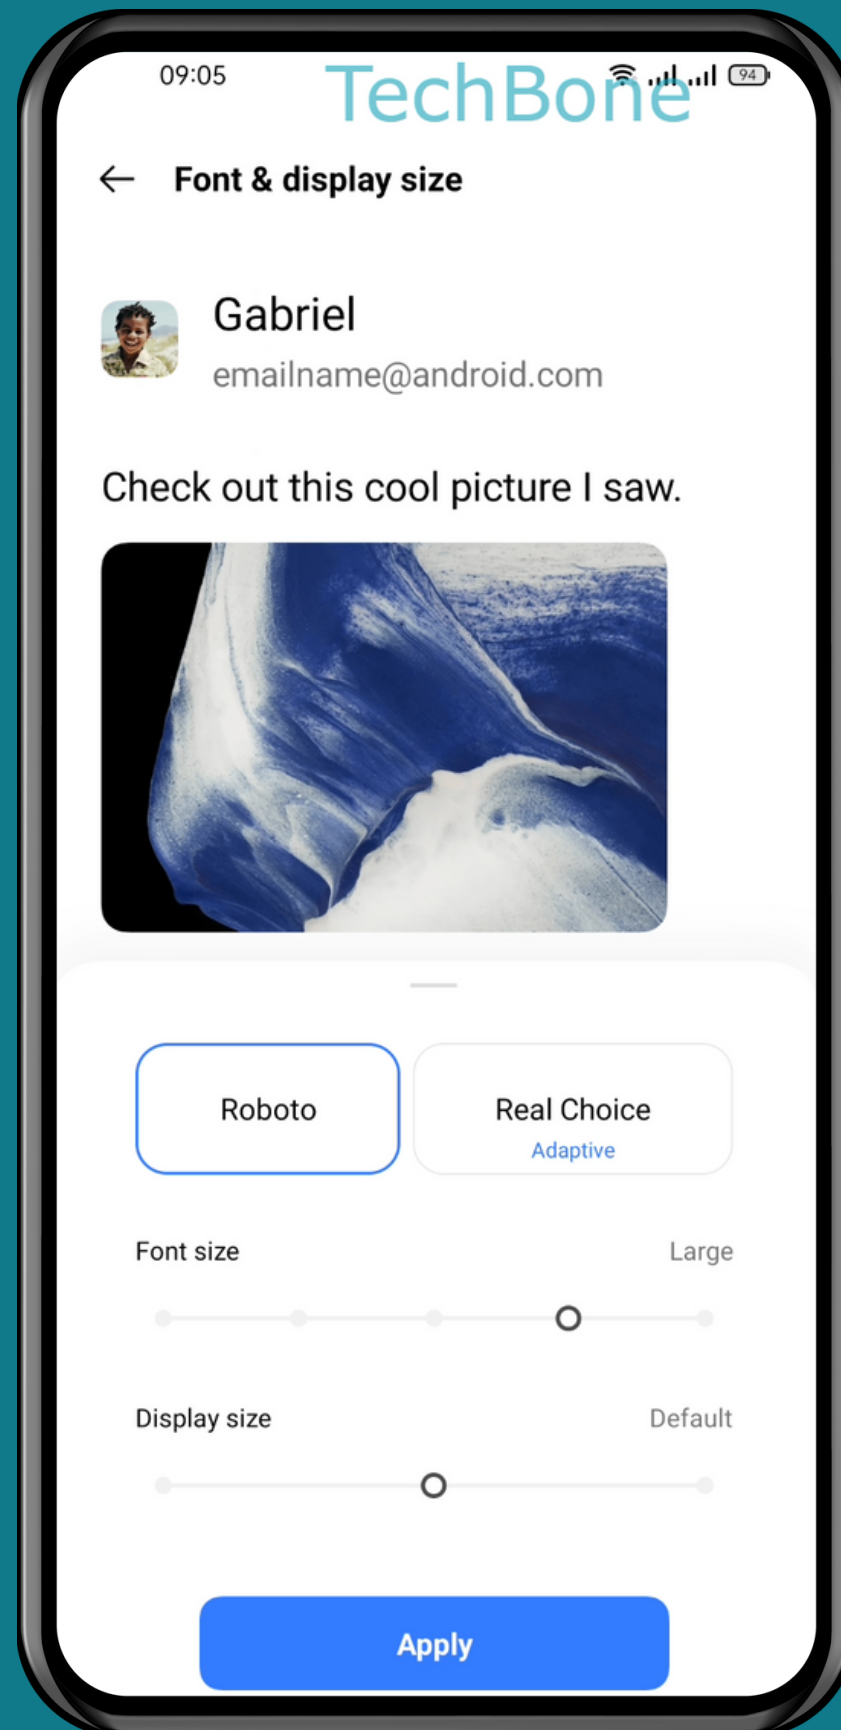 09:05
TechBone
94
Font & display size
Gabriel
emailname@android.com
Check out this cool picture I saw.
Roboto
Real Choice
Adaptive
Font size
Large
Display size
Default
Apply